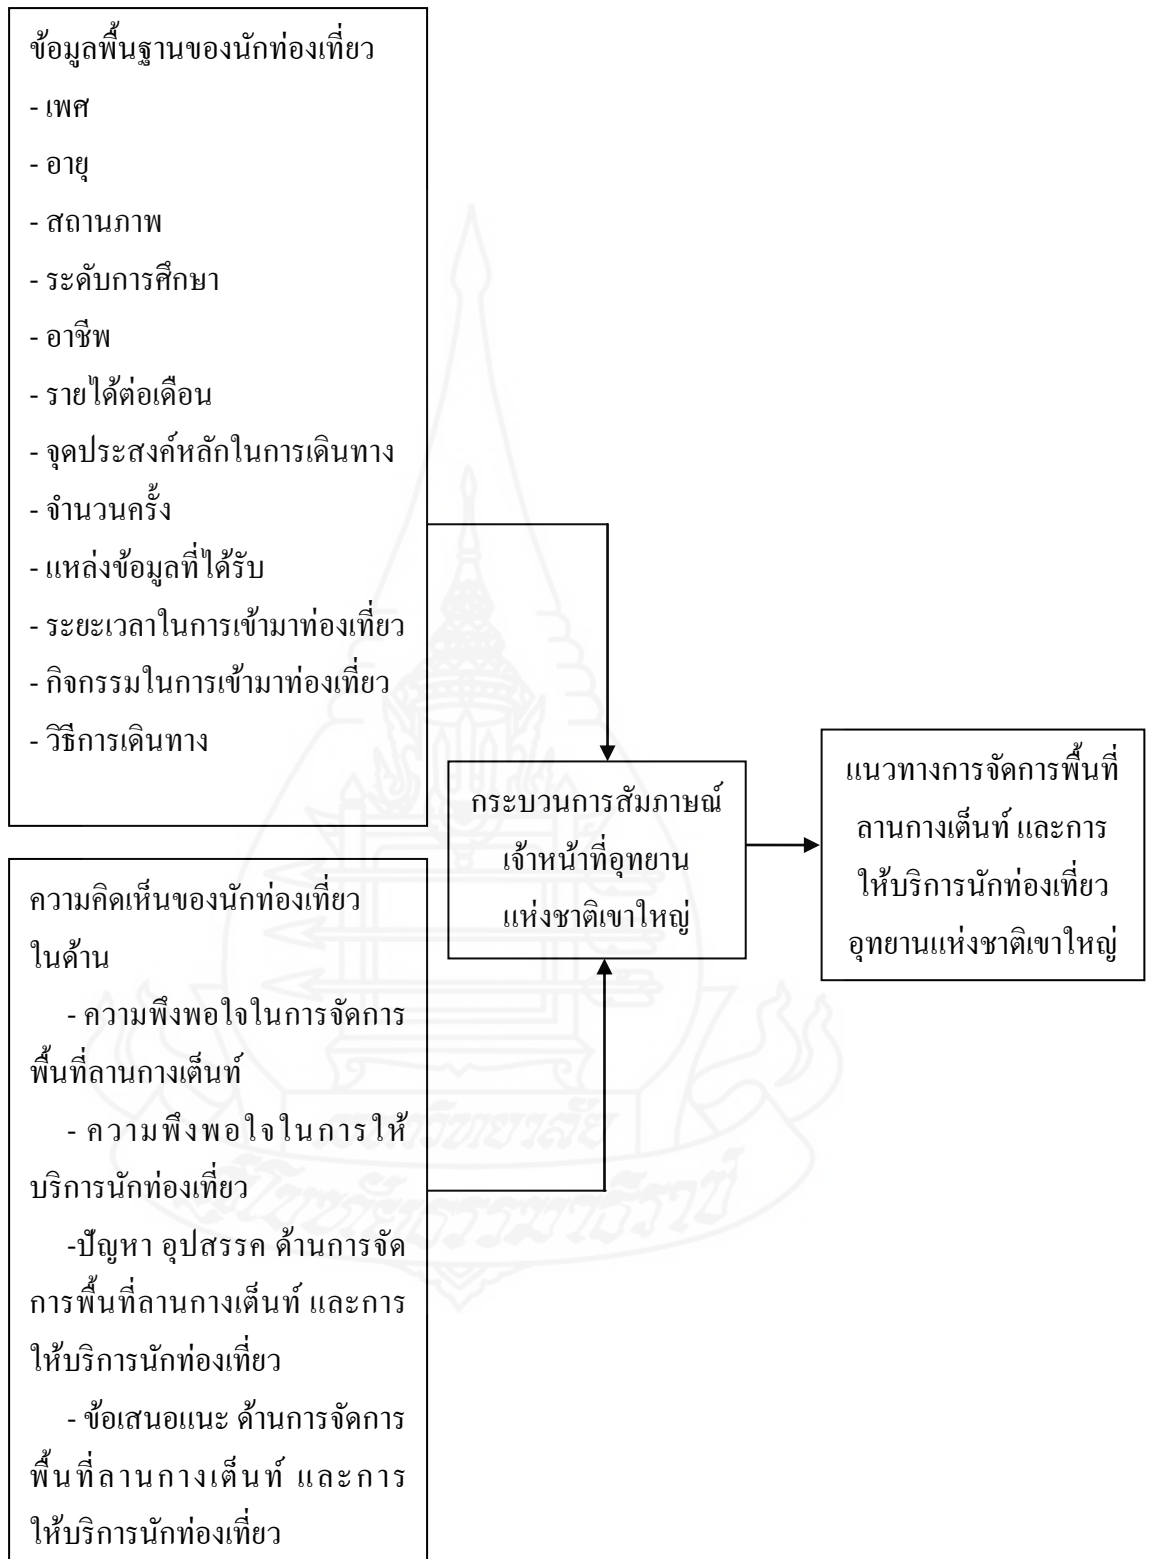 ข้อมูลพื้นฐานของนักท่องเที่ยว
- เพศ
- อายุ
- สถานภาพ
- ระดับการศึกษา
- อาชีพ
- รายได้ต่อเดือน
- จุดประสงค์หลักในการเดินทาง
- จำนวนครั้ง
- แหล่งข้อมูลที่ได้รับ
- ระยะเวลาในการเข้ามาท่องเที่ยว
- กิจกรรมในการเข้ามาท่องเที่ยว
- วิธีการเดินทาง
ความคิดเห็นของนักท่องเที่ยว
ในด้าน
- ความพึงพอใจในการจัดการ
พื้นที่ลานกางเต็นท์
- ความพึงพอใจในการให้
บริการนักท่องเที่ยว
-ปัญหา อุปสรรค ด้านการจัด
การพื้นที่ลานกางเต็นท์ และการ
ให้บริการนักท่องเที่ยว
- ข้อเสนอแนะ ด้านการจัดการ
พื้นที่ลานกางเต็นท์ และการ
ให้บริการนักท่องเที่ยว
กระบวนการสัมภาษณ์
เจ้าหน้าที่อุทยาน
แห่งชาติเขาใหญ่
แนวทางการจัดการพื้นที่
ลานกางเต็นท์ และการ
ให้บริการนักท่องเที่ยว
อุทยานแห่งชาติเขาใหญ่
มหาวิทยาลัย
สุโขทัยธรรมาธิราช